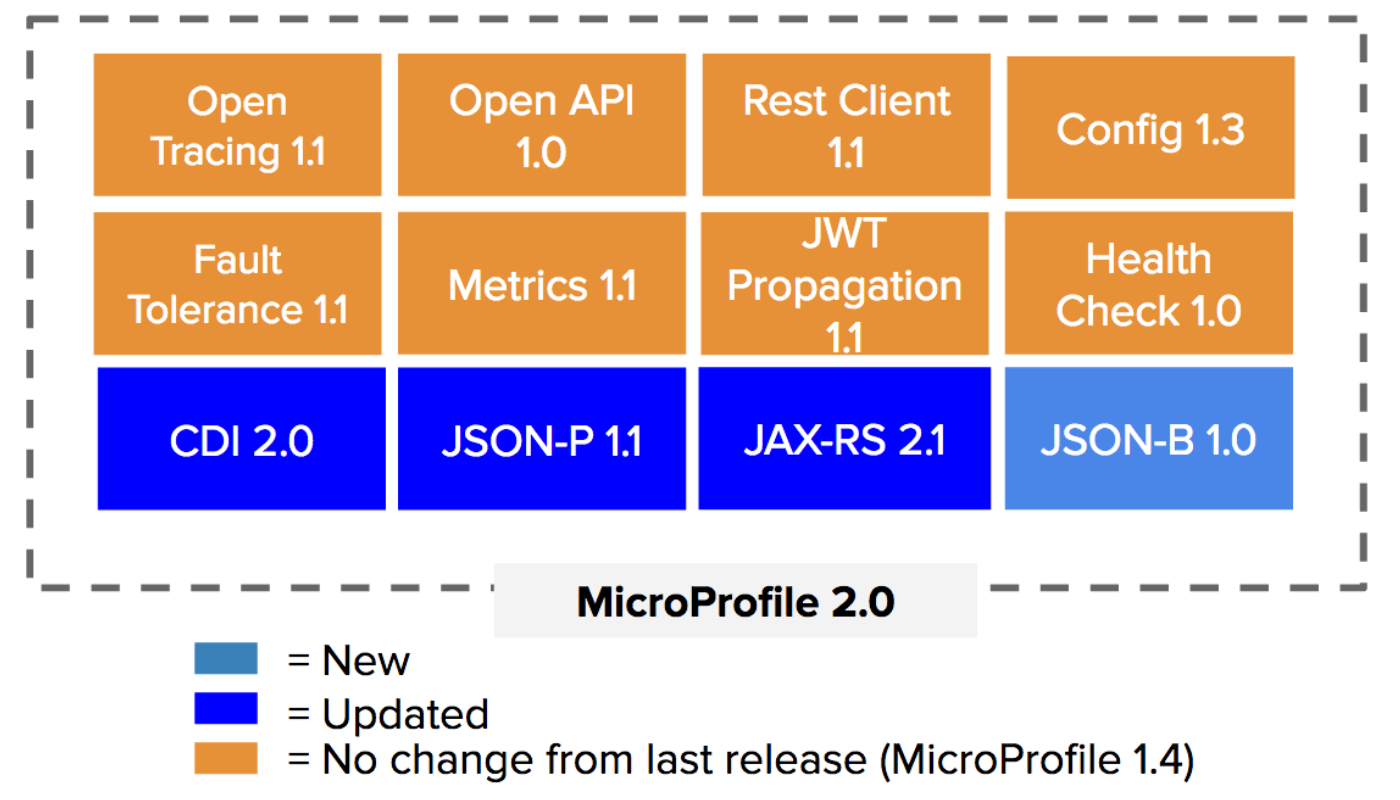 Open
Tracing 1.1
Open API
1.0
Rest Client
1.1
Config 1.3
Fault
Tolerance 1.1
Metrics 1.1
JWT
Propagation
1.1
Health
Check 1.0
CDI 2.0
JSON-P 1.1
JAX-RS 2.1
JSON-B 1.0
MicroProfile 2.0
= New
= Updated
= No change from last release (MicroProfile 1.4)